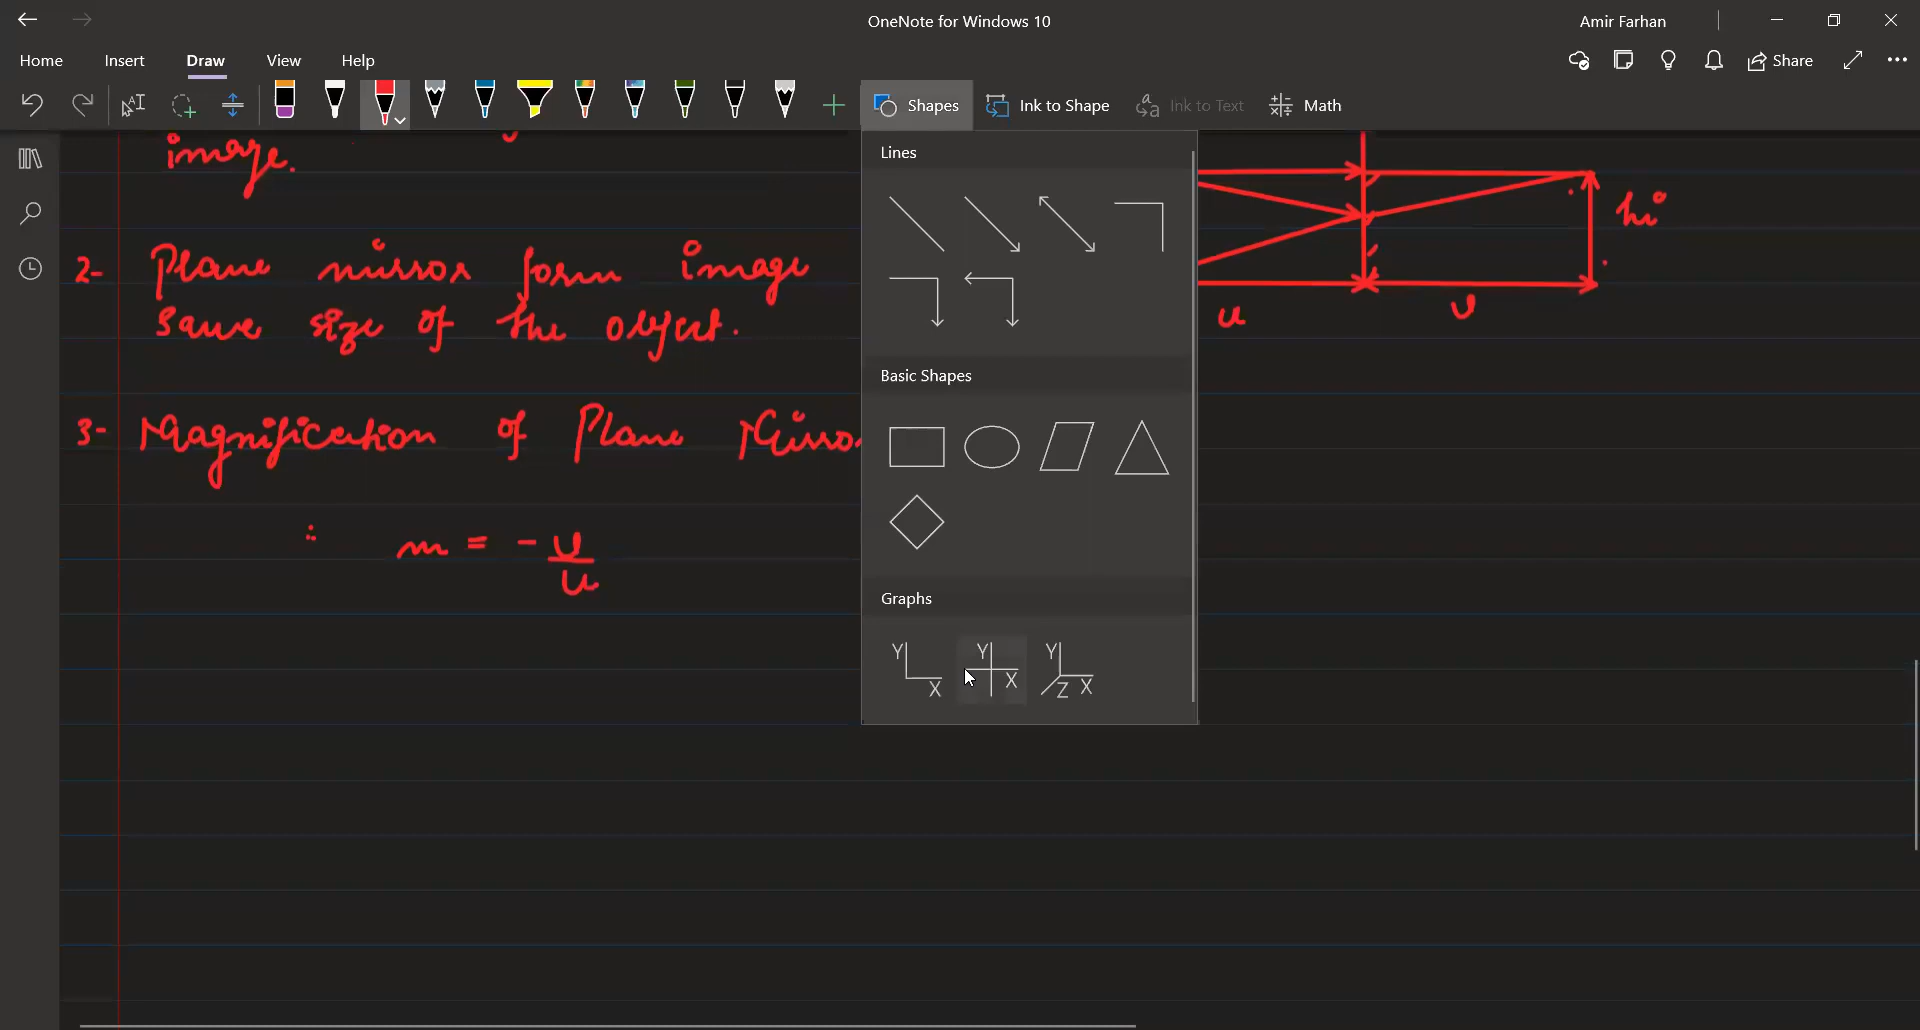 OneNote for Windows 10
Amir Farhan
Home Insert Draw View Help
Share
Shapes Ink to Shape Ink to Text Math
image.
2- Plane mirror form image
same size of the object.
3- Magnification of Plane Mirror
∴ m = - v/u
hi
u v
Lines
Basic Shapes
Graphs
Y X Y X Y Z X